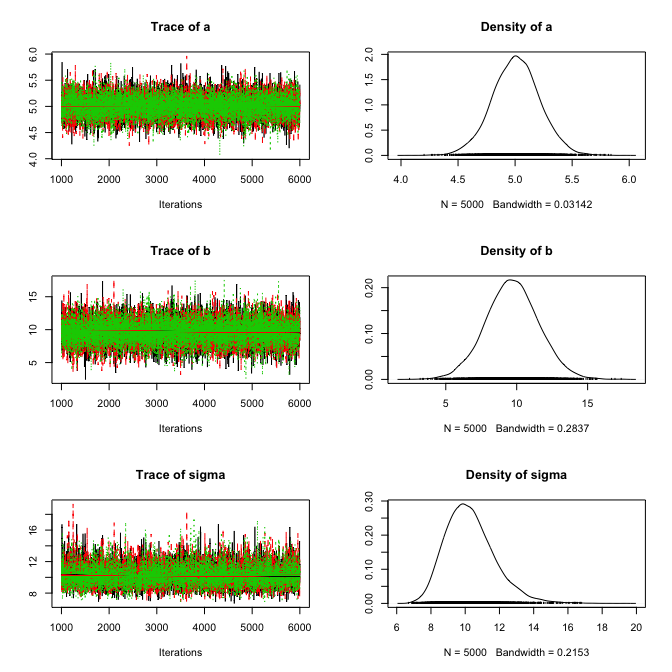 Trace of a
6.0
5.5
5.0
4.5
4.0
1000 2000 3000 4000 5000 6000
Iterations
Density of a
2.0
1.5
1.0
0.5
0.0
4.0 4.5 5.0 5.5 6.0
N = 5000 Bandwidth = 0.03142
Trace of b
15
10
5
1000 2000 3000 4000 5000 6000
Iterations
Density of b
0.20
0.10
0.00
5 10 15
N = 5000 Bandwidth = 0.2837
Trace of sigma
16
12
8
1000 2000 3000 4000 5000 6000
Iterations
Density of sigma
0.30
0.20
0.10
0.00
6 8 10 12 14 16 18 20
N = 5000 Bandwidth = 0.2153